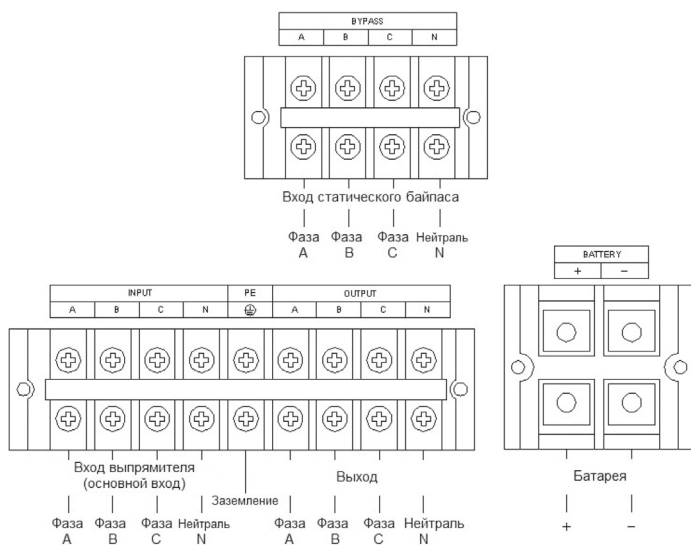 BYPASS
A B C N
Вход статического байпаса
Фаза Фаза Фаза Нейтраль
A B C N
BATTERY
+ −
INPUT PE OUTPUT
A B C N A B C N
Вход выпрямителя
(основной вход)
Выход
Батарея
Заземление
Фаза Фаза Фаза Нейтраль Фаза Фаза Фаза Нейтраль
A B C N A B C N
+ −